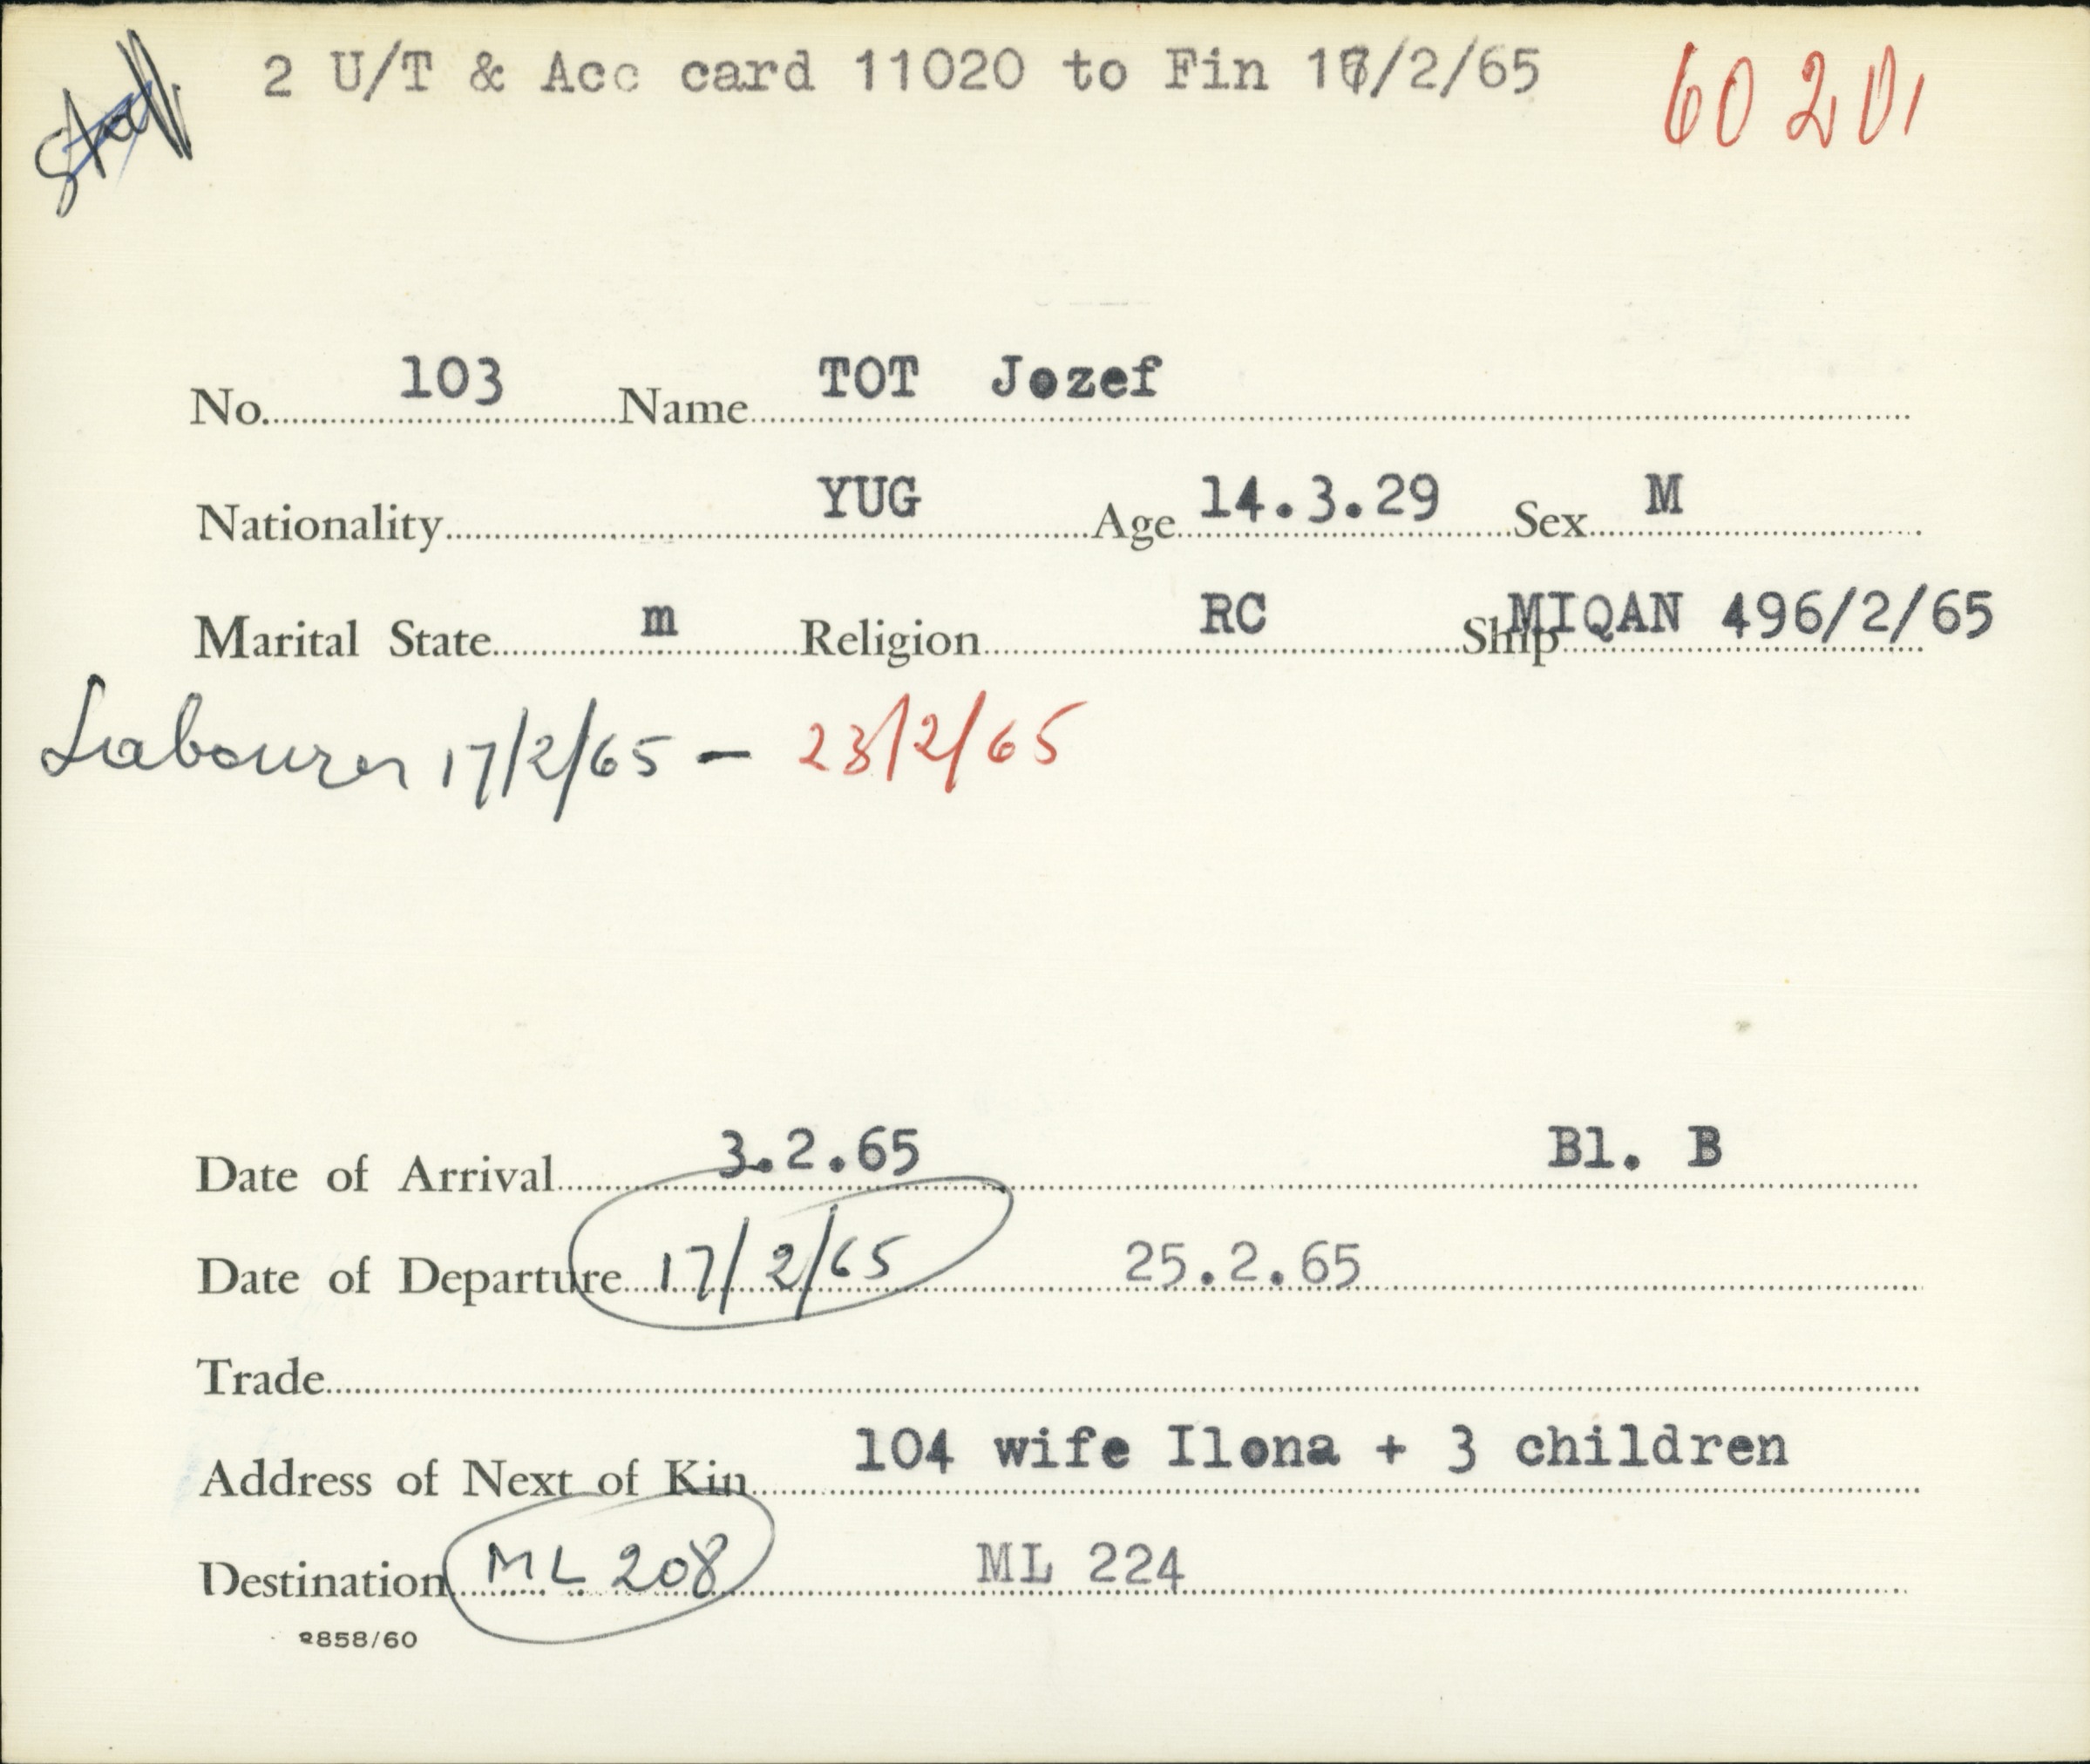 Staff 2 U/T & Acc card 11020 to Fin 17/2/65 60201
No. 103 Name TOT Jozef
Nationality YUG Age 14.3.29 Sex M
Marital State m Religion RC Ship MIQAN 496/2/65
Labourer 17/2/65 - 23/2/65
Date of Arrival 3.2.65 Bl. B
Date of Departure 17/2/65 25.2.65
Trade
Address of Next of Kin 104 wife Ilona + 3 children
Destination ML 208 ML 224
2858/60